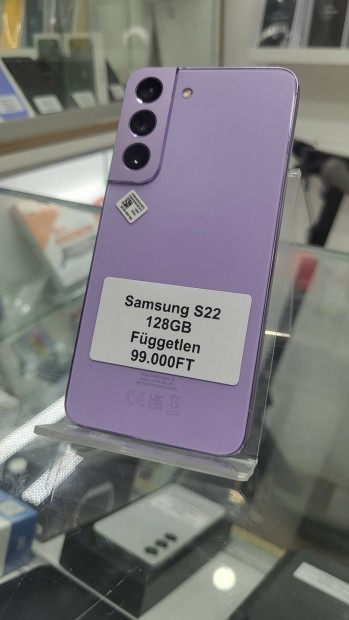 Samsung S22
128GB
Független
99.000FT